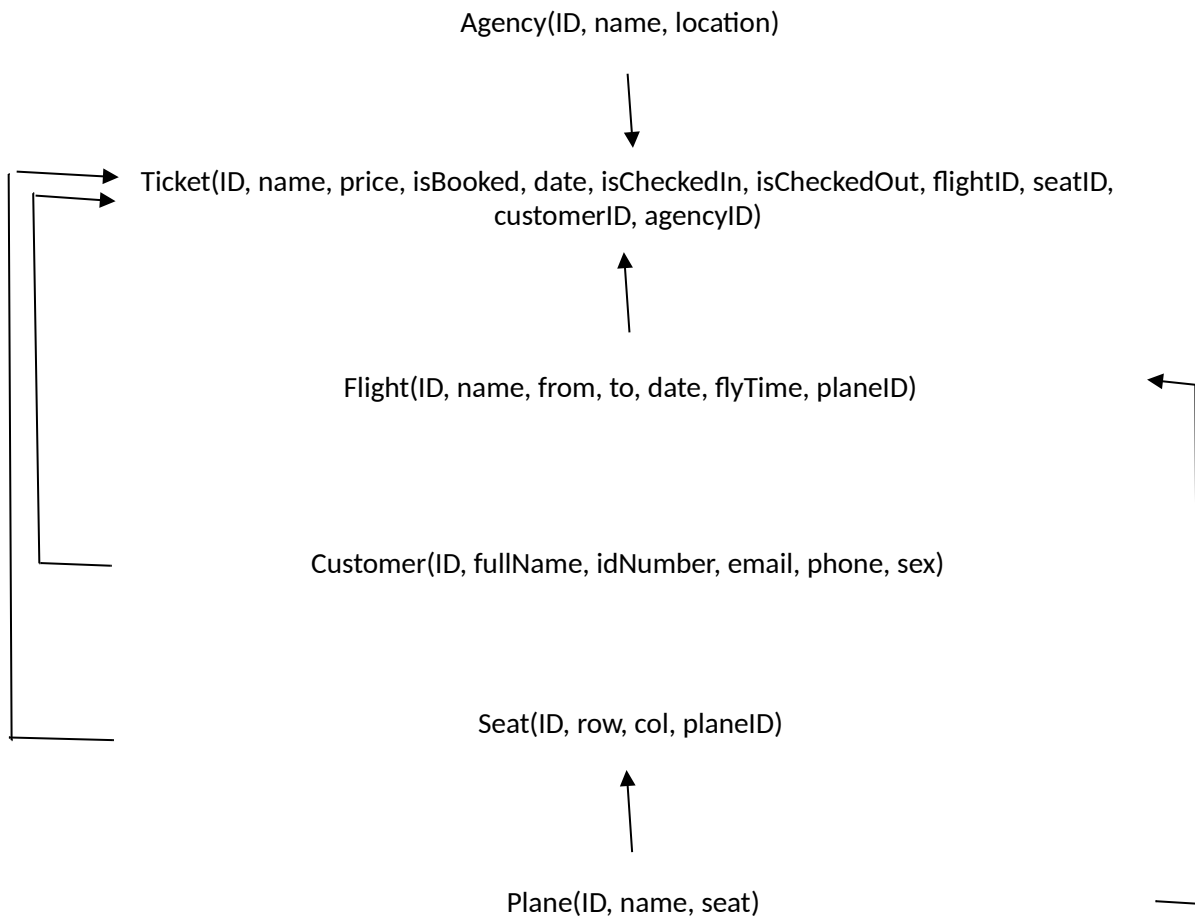 Agency(ID, name, location)
Ticket(ID, name, price, isBooked, date, isCheckedIn, isCheckedOut, flightID, seatID,
customerID, agencyID)
Flight(ID, name, from, to, date, flyTime, planeID)
Customer(ID, fullName, idNumber, email, phone, sex)
Seat(ID, row, col, planeID)
Plane(ID, name, seat)